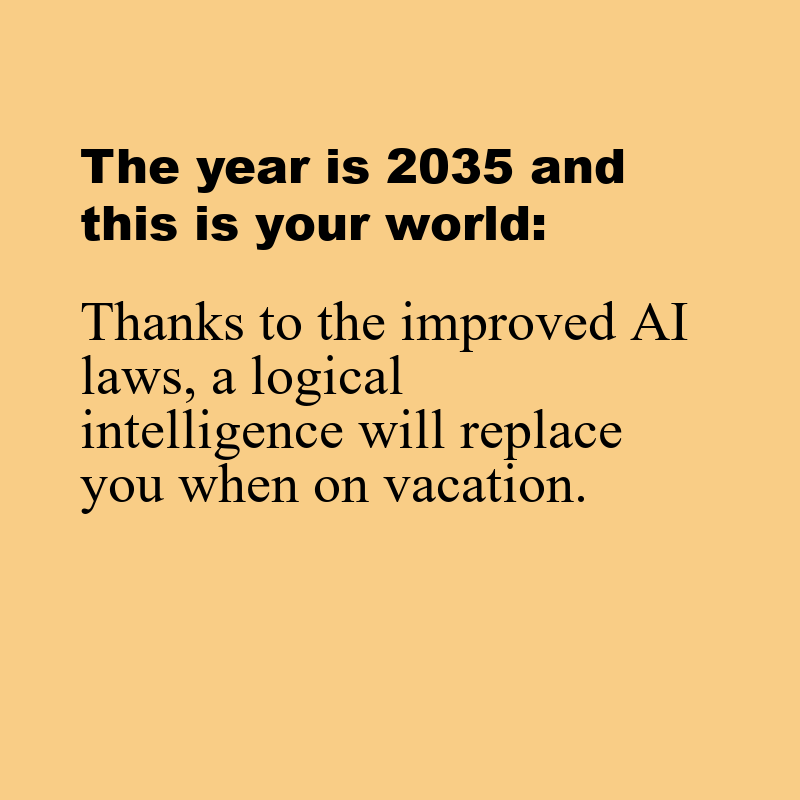 The year is 2035 and
this is your world:
Thanks to the improved AI
laws, a logical
intelligence will replace
you when on vacation.